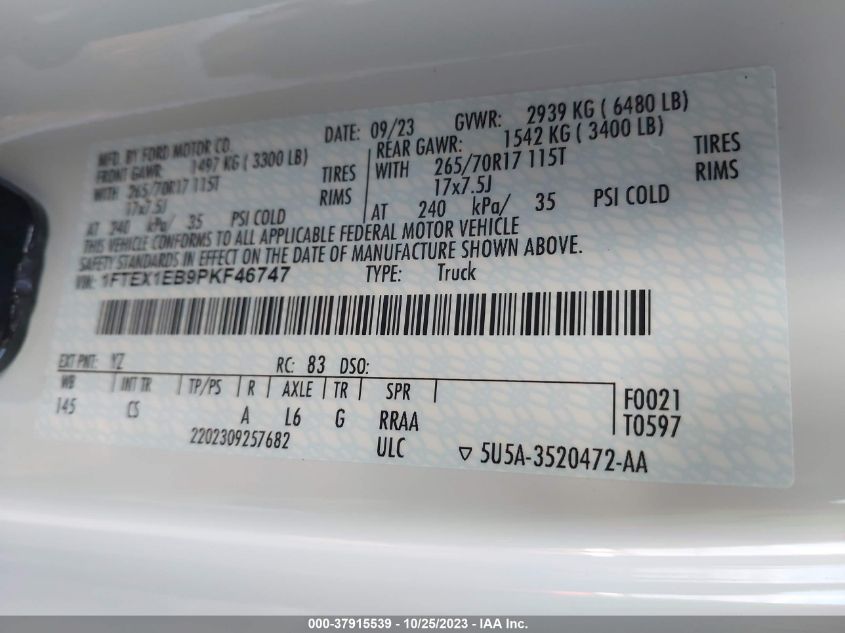 MFD. BY FORD MOTOR CO. DATE: 09/23 GVWR: 2939 KG ( 6480 LB)
FRONT GAWR: 1497 KG ( 3300 LB) REAR GAWR: 1542 KG ( 3400 LB)
WITH 265/70R17 115T TIRES WITH 265/70R17 115T TIRES
17x7.5J RIMS 17x7.5J RIMS
AT 240 kPa/ 35 PSI COLD AT 240 kPa/ 35 PSI COLD
THIS VEHICLE CONFORMS TO ALL APPLICABLE FEDERAL MOTOR VEHICLE
SAFETY STANDARDS IN EFFECT ON THE DATE OF MANUFACTURE SHOWN ABOVE.
VIN: 1FTEX1EB9PKF46747 TYPE: Truck
EXT PNT: YZ RC: 83 DSO:
WB INT TR TP/PS R AXLE TR SPR F0021
145 CS A L6 G RRAA T0597
2202309257682 ULC ▽ 5U5A-3520472-AA
000-37915539 - 10/25/2023 - IAA Inc.